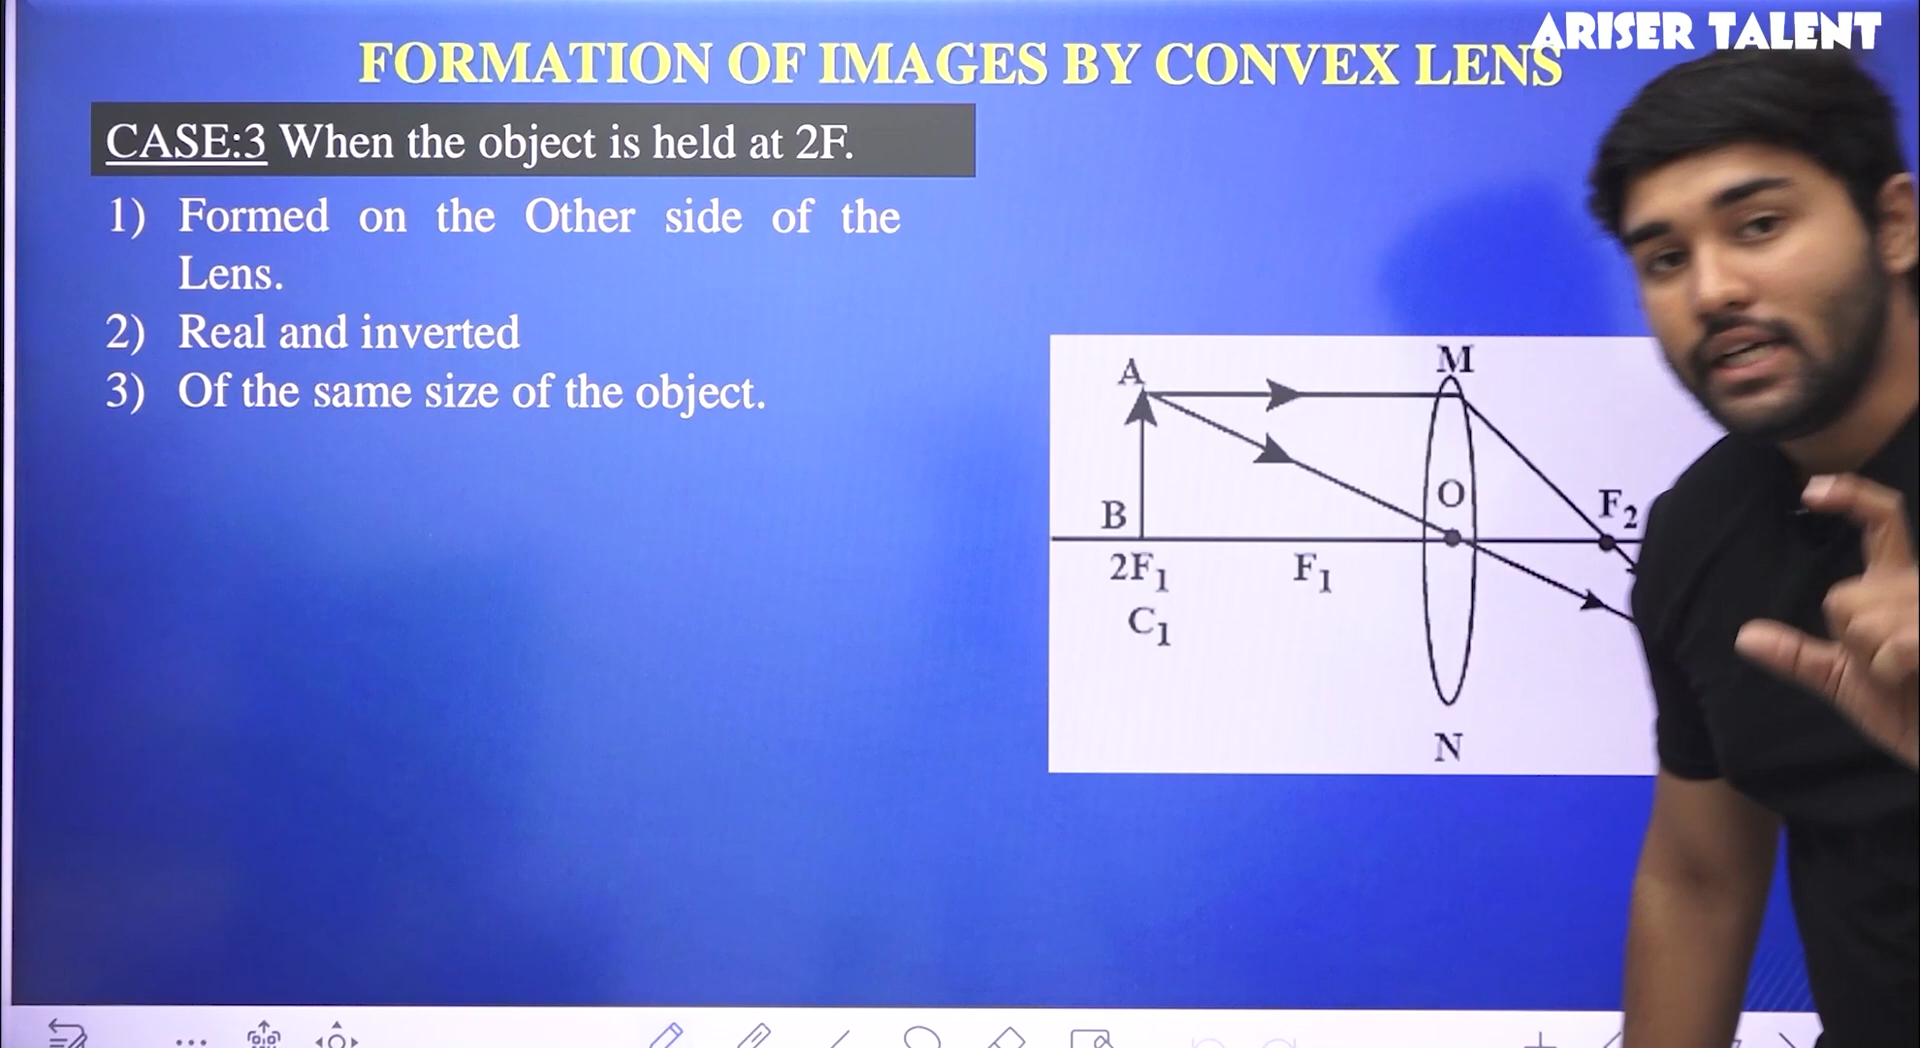 ARISER TALENT
FORMATION OF IMAGES BY CONVEX LENS
CASE:3 When the object is held at 2F.
1) Formed on the Other side of the
Lens.
2) Real and inverted
3) Of the same size of the object.
A
M
O
B
F2
2F1
F1
C1
N